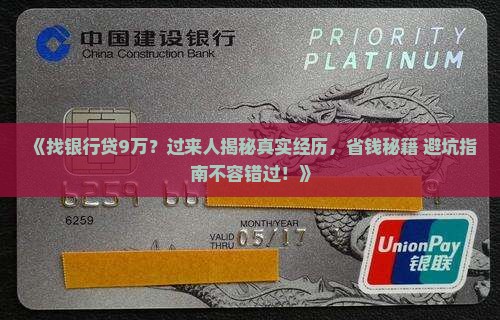 中国建设银行
China Construction Bank
PRIORITY
PLATINUM
《找银行贷9万？过来人揭秘真实经历，省钱秘籍 避坑指
南不容错过！》
6259
6259
MONTH/YEAR
VALID
THRU
05/17
UnionPay
银联